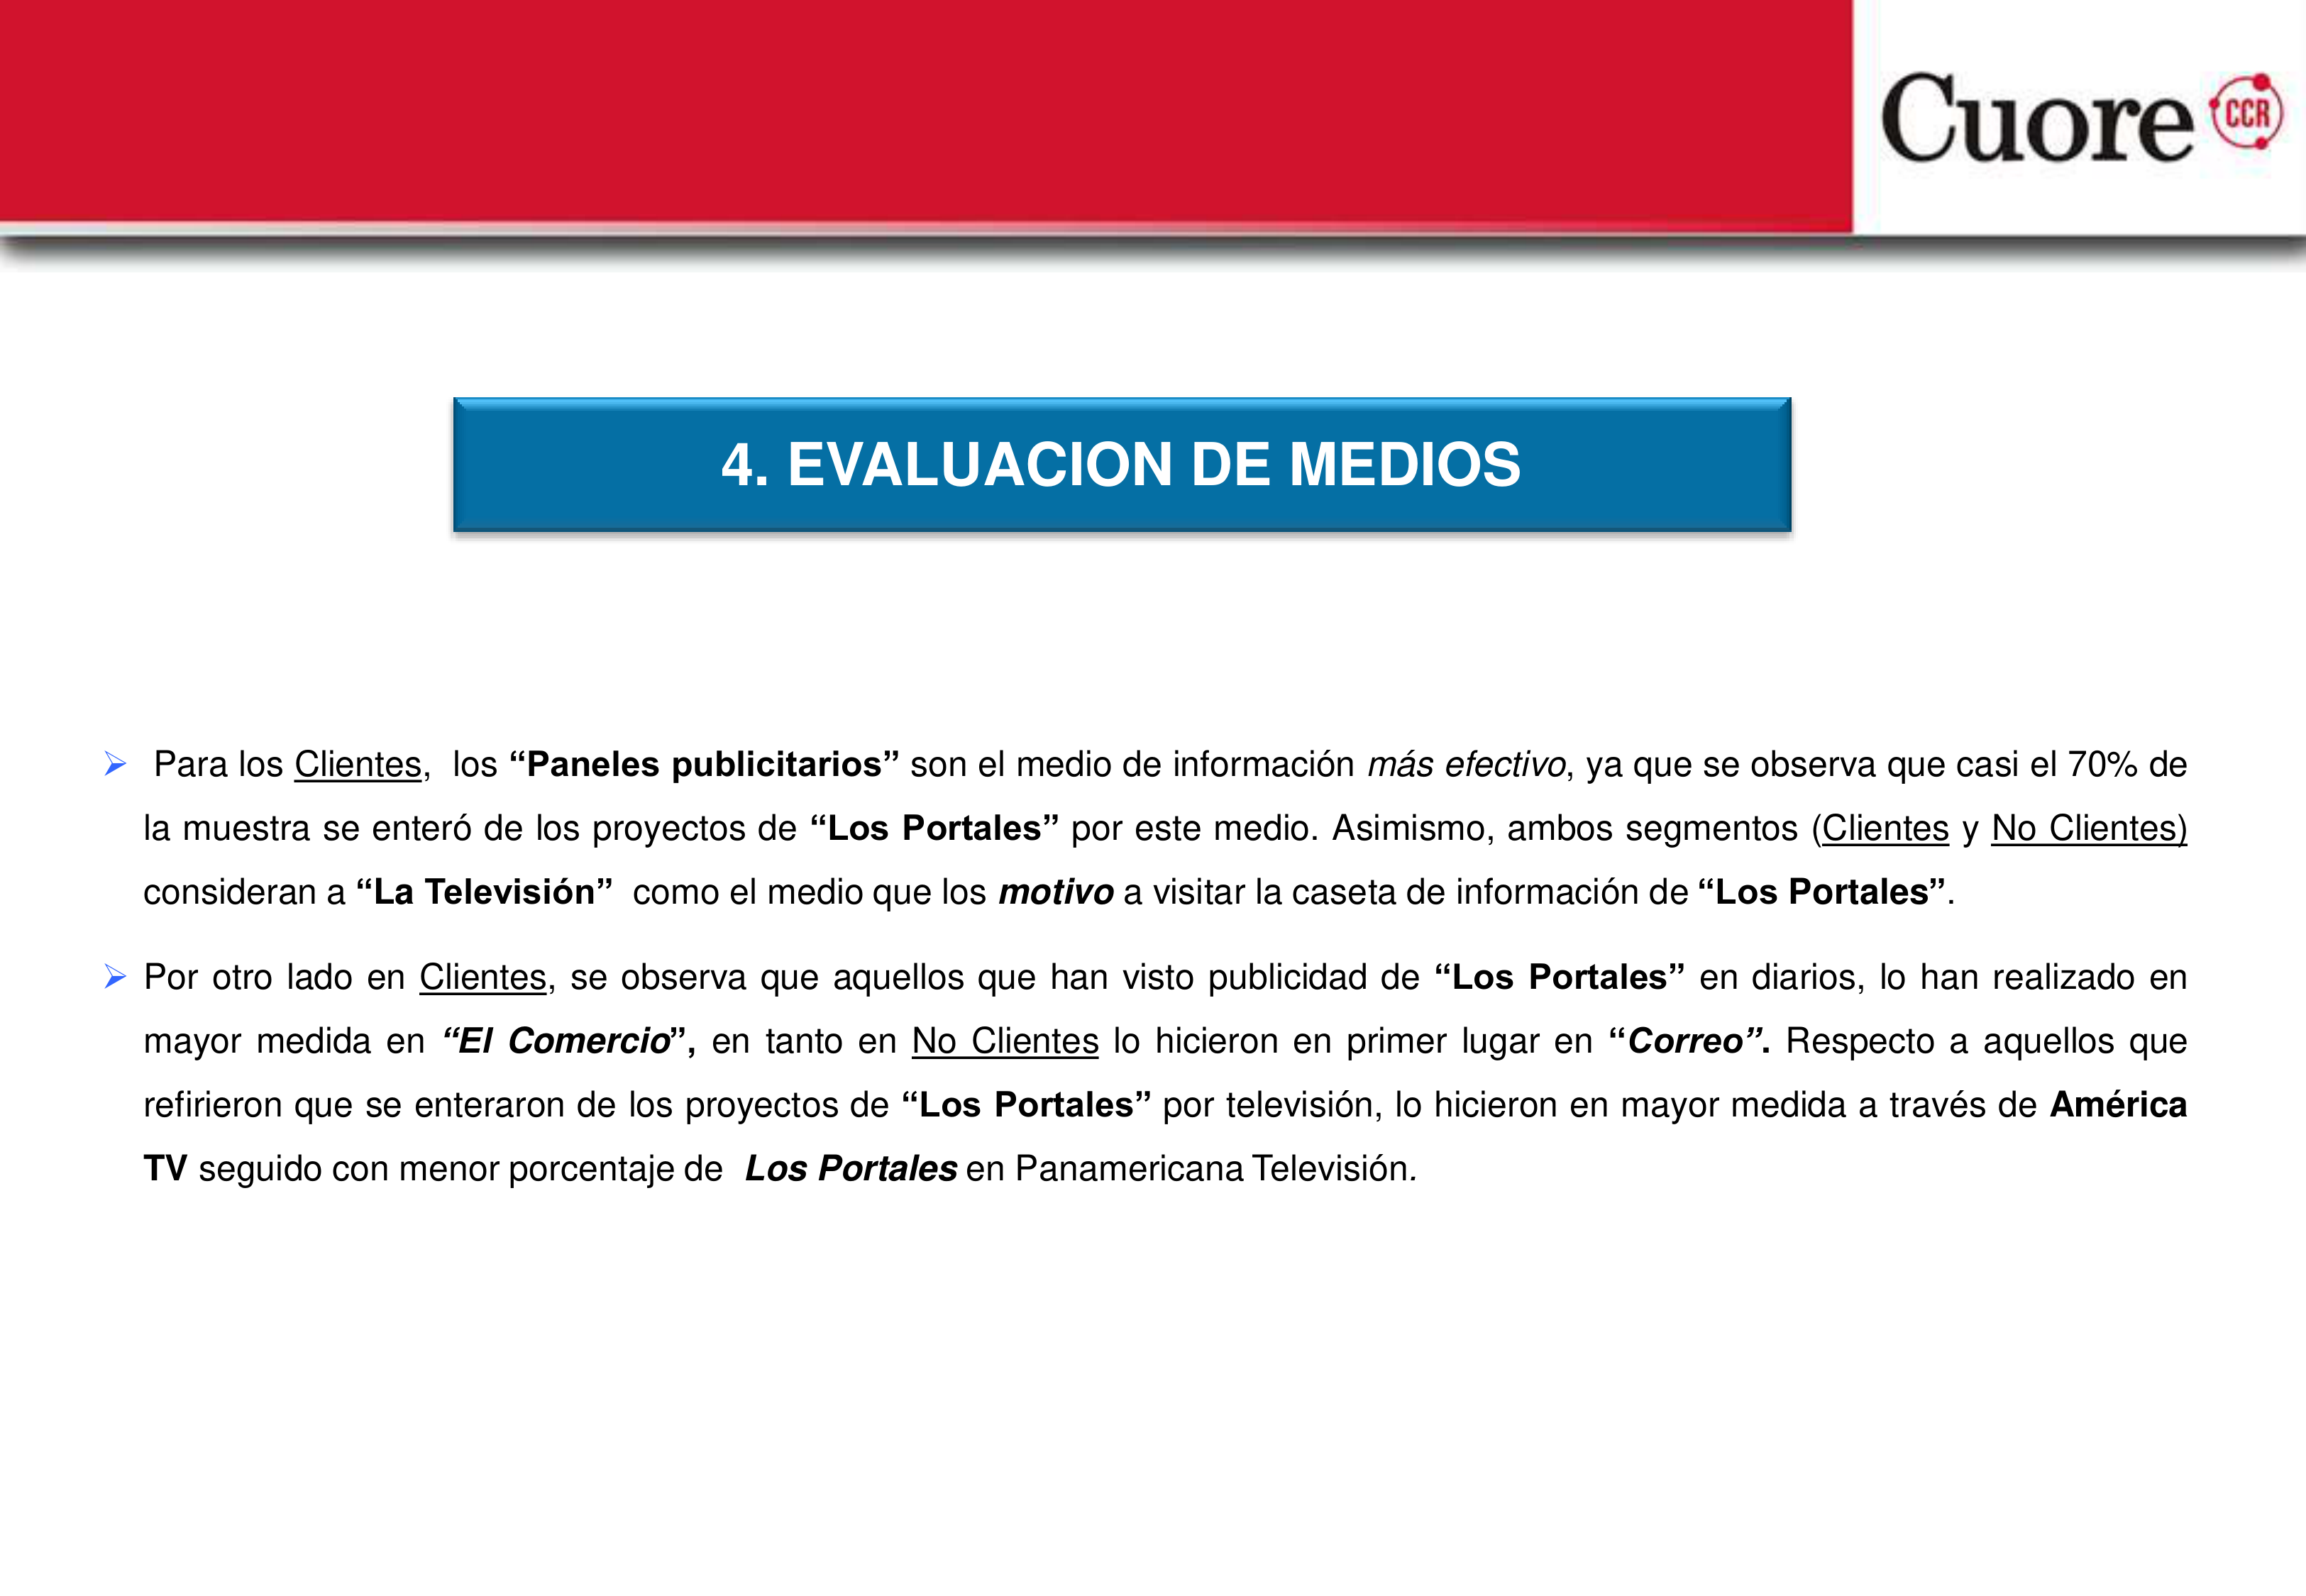 Cuore CCR
4. EVALUACION DE MEDIOS
➢ Para los Clientes, los “Paneles publicitarios” son el medio de información más efectivo, ya que se observa que casi el 70% de
la muestra se enteró de los proyectos de “Los Portales” por este medio. Asimismo, ambos segmentos (Clientes y No Clientes)
consideran a “La Televisión” como el medio que los motivo a visitar la caseta de información de “Los Portales”.
➢ Por otro lado en Clientes, se observa que aquellos que han visto publicidad de “Los Portales” en diarios, lo han realizado en
mayor medida en “El Comercio”, en tanto en No Clientes lo hicieron en primer lugar en “Correo”. Respecto a aquellos que
refirieron que se enteraron de los proyectos de “Los Portales” por televisión, lo hicieron en mayor medida a través de América
TV seguido con menor porcentaje de Los Portales en Panamericana Televisión.